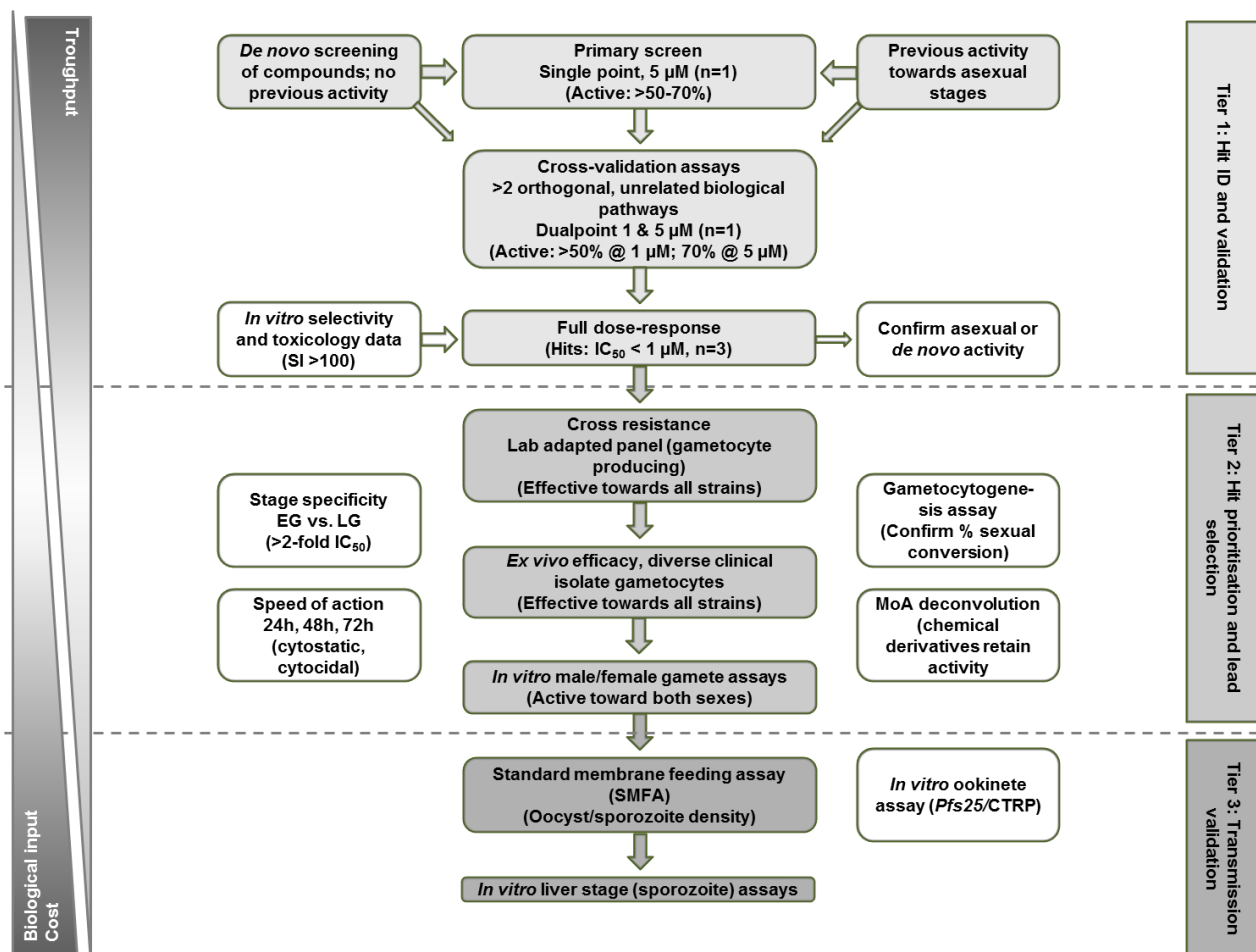 Troughput
Biological input
Cost
De novo screening
of compounds; no
previous activity
Primary screen
Single point, 5 µM (n=1)
(Active: >50-70%)
Previous activity
towards asexual
stages
Cross-validation assays
>2 orthogonal, unrelated biological
pathways
Dualpoint 1 & 5 µM (n=1)
(Active: >50% @ 1 µM; 70% @ 5 µM)
In vitro selectivity
and toxicology data
(SI >100)
Full dose-response
(Hits: IC50 < 1 µM, n=3)
Confirm asexual or
de novo activity
Tier 1: Hit ID and validation
Cross resistance
Lab adapted panel (gametocyte
producing)
(Effective towards all strains)
Stage specificity
EG vs. LG
(>2-fold IC50)
Gametocytogene-
sis assay
(Confirm % sexual
conversion)
Ex vivo efficacy, diverse clinical
isolate gametocytes
(Effective towards all strains)
Speed of action
24h, 48h, 72h
(cytostatic,
cytocidal)
MoA deconvolution
(chemical
derivatives retain
activity
In vitro male/female gamete assays
(Active toward both sexes)
Tier 2: Hit prioritisation and lead
selection
Standard membrane feeding assay
(SMFA)
(Oocyst/sporozoite density)
In vitro ookinete
assay (Pfs25/CTRP)
In vitro liver stage (sporozoite) assays
Tier 3: Transmission
validation